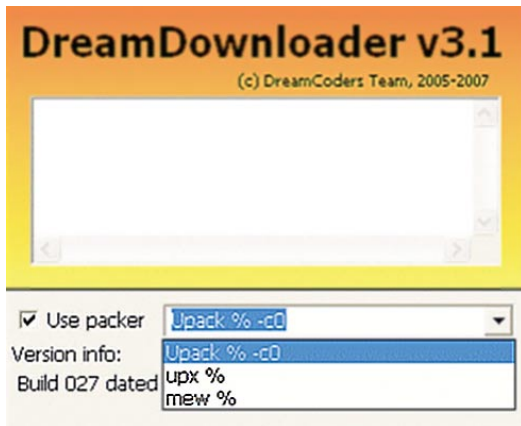 DreamDownloader v3.1
(c) DreamCoders Team, 2005-2007
Use packer Upack % -c0
Version info: Upack % -c0
Build 027 dated upx %
mew %